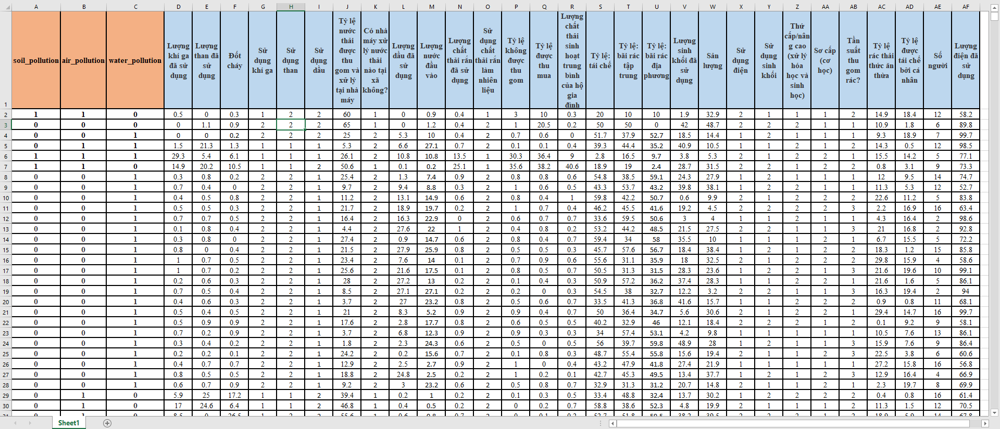 A B C D E F G H I J K L M N O P Q R S T U V W X Y Z AA AB AC AD AE AF
1 soil_pollution air_pollution water_pollution Lượng khí ga đã sử dụng Lượng than đã sử dụng Đốt cháy Sử dụng khí ga Sử dụng than Sử dụng dầu Tỷ lệ nước thải được thu gom và xử lý tại nhà máy Có nhà máy xử lý nước thải nào tại xã không? Lượng dầu đã sử dụng Lượng nước đầu vào Lượng chất thải rắn đã sử dụng Sử dụng chất thải rắn làm nhiên liệu Tỷ lệ không được thu gom Tỷ lệ được thu mua Lượng chất thải sinh hoạt trung bình của hộ gia đình Tỷ lệ: tái chế Tỷ lệ: bãi rác tập trung Tỷ lệ: bãi rác địa phương Lượng sinh khối đã sử dụng Sản lượng Sử dụng điện Sử dụng sinh khối Thứ cấp/nâng cao (xử lý hóa học và sinh học) Sơ cấp (cơ học) Tần suất thu gom rác? Tỷ lệ rác thải thức ăn thừa Tỷ lệ được tái chế bởi cá nhân Số người Lượng điện đã sử dụng
2 1 1 0 0.5 0 0.3 1 2 2 60 1 0 0.9 0.4 1 3 10 0.3 20 10 10 1.9 32.9 2 1 1 1 2 14.9 18.4 12 58.2
3 0 0 0 0 1.1 0.9 2 2 2 65 1 0 1.2 0.4 2 1 20.5 0.2 50 50 0 42 48.7 2 2 2 1 1 10.9 1.8 6 89.8
4 0 0 1 0 0 0.2 2 2 2 25 2 5.3 10 0.4 2 0.7 0.6 0 51.7 37.9 52.7 18.5 14.4 1 2 1 1 1 9.3 18.9 7 99.7
5 0 1 1 1.5 21.3 1.3 1 1 1 5.3 2 6.6 27.1 0.7 2 0.1 0.1 0.4 39.3 44.4 35.2 40.9 10.5 1 1 2 1 2 14.3 0.5 12 98.5
6 1 1 1 29.3 5.4 6.1 1 1 1 26.1 2 10.8 10.8 13.5 1 30.3 36.4 9 2.8 16.5 9.7 3.8 5.3 2 1 2 2 1 15.5 14.2 5 77.1
7 1 1 0 14.9 20.2 10.5 1 1 2 50.6 1 0.1 0.2 25.1 1 35.6 38.2 40.6 18.9 19 2.4 28.7 31.5 2 2 1 2 2 0.8 3.1 9 73.3
8 0 0 1 0.3 0.8 0.2 2 2 1 25.4 2 1.3 7.4 0.9 2 0.8 0.8 0.6 54.8 38.5 59.1 24.3 27.9 1 2 1 1 1 12 9.5 14 74.7
9 0 0 1 0.7 0.4 0 2 2 1 9.7 2 9.4 8.8 0.3 2 1 0.6 0.5 43.3 53.7 43.2 39.8 38.1 1 2 2 1 1 11.3 5.3 12 52.7
10 0 0 1 0.4 0.5 0.8 2 2 1 11.2 2 13.1 14.9 0.6 2 0.8 0.4 1 59.8 42.2 50.7 0.6 9.9 2 1 2 2 2 22.6 11.2 5 83.8
11 0 0 1 0.5 0.5 0.3 2 2 1 21.7 2 18.9 19.7 0.2 2 1 0.7 0.4 46.2 45.5 41.6 19.2 4.5 2 2 2 2 3 2.2 16.9 16 63.4
12 0 0 1 0.7 0.7 0.5 2 2 1 16.4 2 16.3 22.9 0 2 0.6 0.7 0.7 33.6 59.5 50.6 3 4 1 1 2 1 1 4.3 16.4 2 98.6
13 0 0 1 0.1 0.8 0.4 2 2 1 4.4 2 27.6 22 1 2 0.4 0.8 0.2 53.2 44.2 48.5 21.5 27.5 2 2 1 1 3 21 16.8 2 92.8
14 0 0 1 0.3 0.8 0 2 2 1 27.4 2 0.9 14.7 0.6 2 0.8 0.4 0.7 59.4 34 58 35.5 10 1 1 1 2 1 6.7 15.5 5 72.2
15 0 0 1 0.8 0 0.4 2 2 1 21.5 2 27.9 25.9 0.8 2 0.5 0.5 0.3 45.7 57.6 56.7 18.4 38.4 1 2 1 2 2 18.3 1.2 15 85.8
16 0 0 1 1 0.7 0.5 2 2 1 23.4 2 7.6 14 0.1 2 0.7 0.9 0.6 55.6 31.1 35.9 18 32.5 2 1 2 2 2 29.8 15.9 4 58.6
17 0 0 1 1 0.7 0.2 2 2 1 25.6 2 21.6 17.5 0.1 2 0.8 0.5 0.7 50.5 31.3 31.5 28.3 23.6 1 2 2 1 3 21.6 19.6 10 99.1
18 0 0 1 0.2 0.6 0.3 2 2 1 28 2 27.2 13 0.2 2 0.1 0.4 0.3 50.9 57.2 36.2 37.4 28.3 1 1 2 2 1 21.6 1.6 5 86.1
19 0 0 1 0.7 0.5 0.4 2 2 1 8.5 2 27.1 27.1 0.2 2 0.2 0 0.3 54.5 38 32.7 12.2 3.2 2 2 1 1 3 16.3 19.4 2 94
20 0 0 1 0.4 0.6 0.3 2 2 1 3.7 2 27 23.2 0.8 2 0.5 0.6 0.7 33.5 41.3 36.8 41.6 15.7 1 1 2 2 1 0.9 0.8 11 68.1
21 0 0 1 0.5 0.4 0.5 2 2 1 21 2 8.3 5.2 0.9 2 0.9 0.4 0.7 50 36.4 34.7 5.6 30.6 2 1 2 2 1 29.4 14.7 16 99.7
22 0 0 1 0.5 0.9 0.9 2 2 1 17.6 2 2.8 17.7 0.8 2 0.6 0.5 0.5 40.2 32.9 46 12.1 18.4 2 2 2 2 1 0.1 9.2 9 58.1
23 0 0 1 0.7 0.2 0.9 2 2 1 3.7 2 6.8 12.3 0.9 2 0.9 0.3 0.3 34 57.4 53.1 4.2 9.8 1 1 1 1 1 10.5 7.6 13 86.1
24 0 0 1 0.3 0.4 0.2 2 2 1 1.8 2 2.3 24.3 0.6 2 0.5 0 0.5 56 39.7 59.8 48.9 28 1 2 1 1 3 15.9 7.6 9 86.4
25 0 0 1 0.2 0.2 0.1 2 2 1 24.2 2 0.2 15.6 0.7 2 0.1 0.8 0.3 48.7 55.4 55.8 15.6 19.4 2 1 1 2 3 22.5 3.8 6 60.6
26 0 0 1 0.4 0.7 0.7 2 2 1 12.9 2 2.5 2.7 0.9 2 1 0 0.4 43.2 47.9 41.8 27.4 21.9 1 1 1 1 1 27.2 15.8 16 56.8
27 0 0 1 0.8 0.5 0.5 2 2 1 18.8 2 24.8 2.5 0.2 2 1 0.2 0.1 42.7 45.3 49.5 13.4 37.7 1 2 1 2 3 12.9 16.4 4 66.9
28 0 0 1 0.6 0.7 0.9 2 2 1 9.2 2 3 23.2 0.6 2 0.5 0.8 0.7 32.9 31.3 31.2 20.7 14.8 2 1 1 2 1 2.3 19.7 8 69.9
29 0 1 0 5.9 25 17.2 1 1 2 39.4 1 0.2 1 0.2 2 0.1 0.3 0.5 33.4 48.8 32.4 13.7 30.2 1 2 2 2 2 0.4 0.8 16 61.4
30 0 1 0 17 24.6 6.4 1 1 2 46.8 1 0.4 0.5 0.2 2 0 0.2 0.7 58.8 38.6 52.3 4.8 19.9 2 1 1 1 2 11.3 1.5 12 70.5
Sheet1